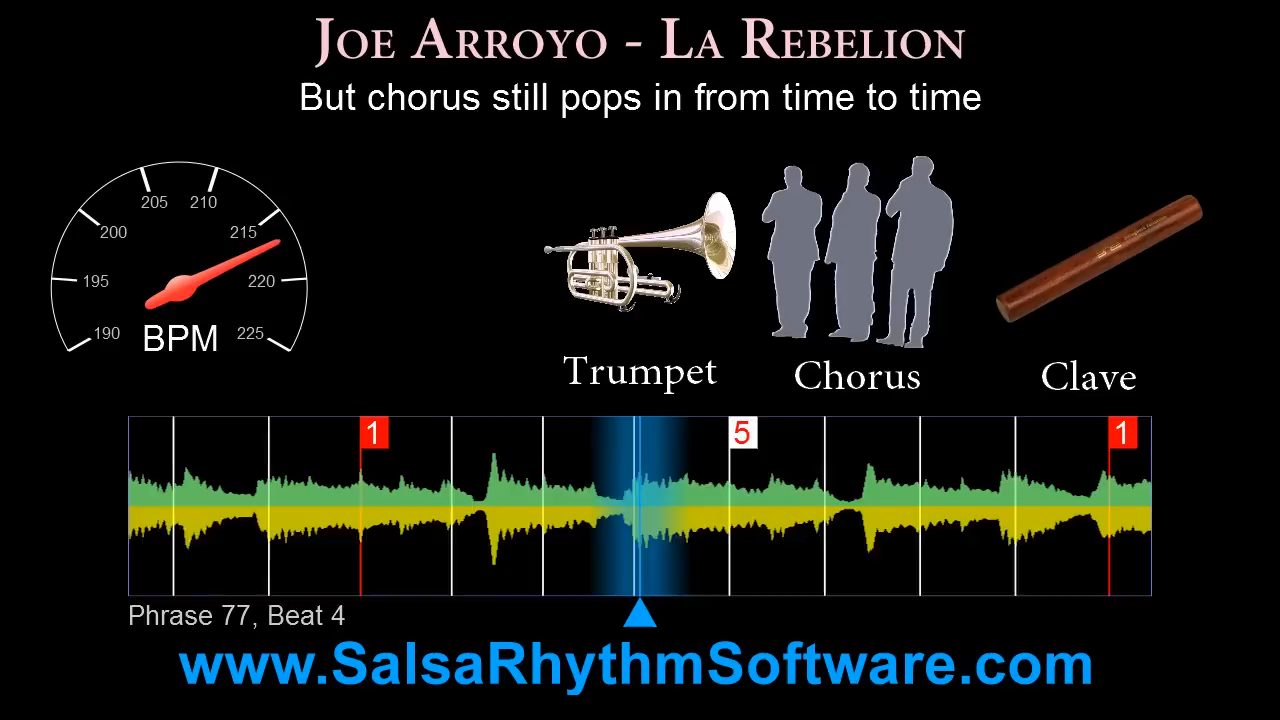 JOE ARROYO - LA REBELION
But chorus still pops in from time to time
205 210
200 215
195 220
190 BPM 225
Trumpet Chorus Clave
1 5 1
Phrase 77, Beat 4
www.SalsaRhythmSoftware.com